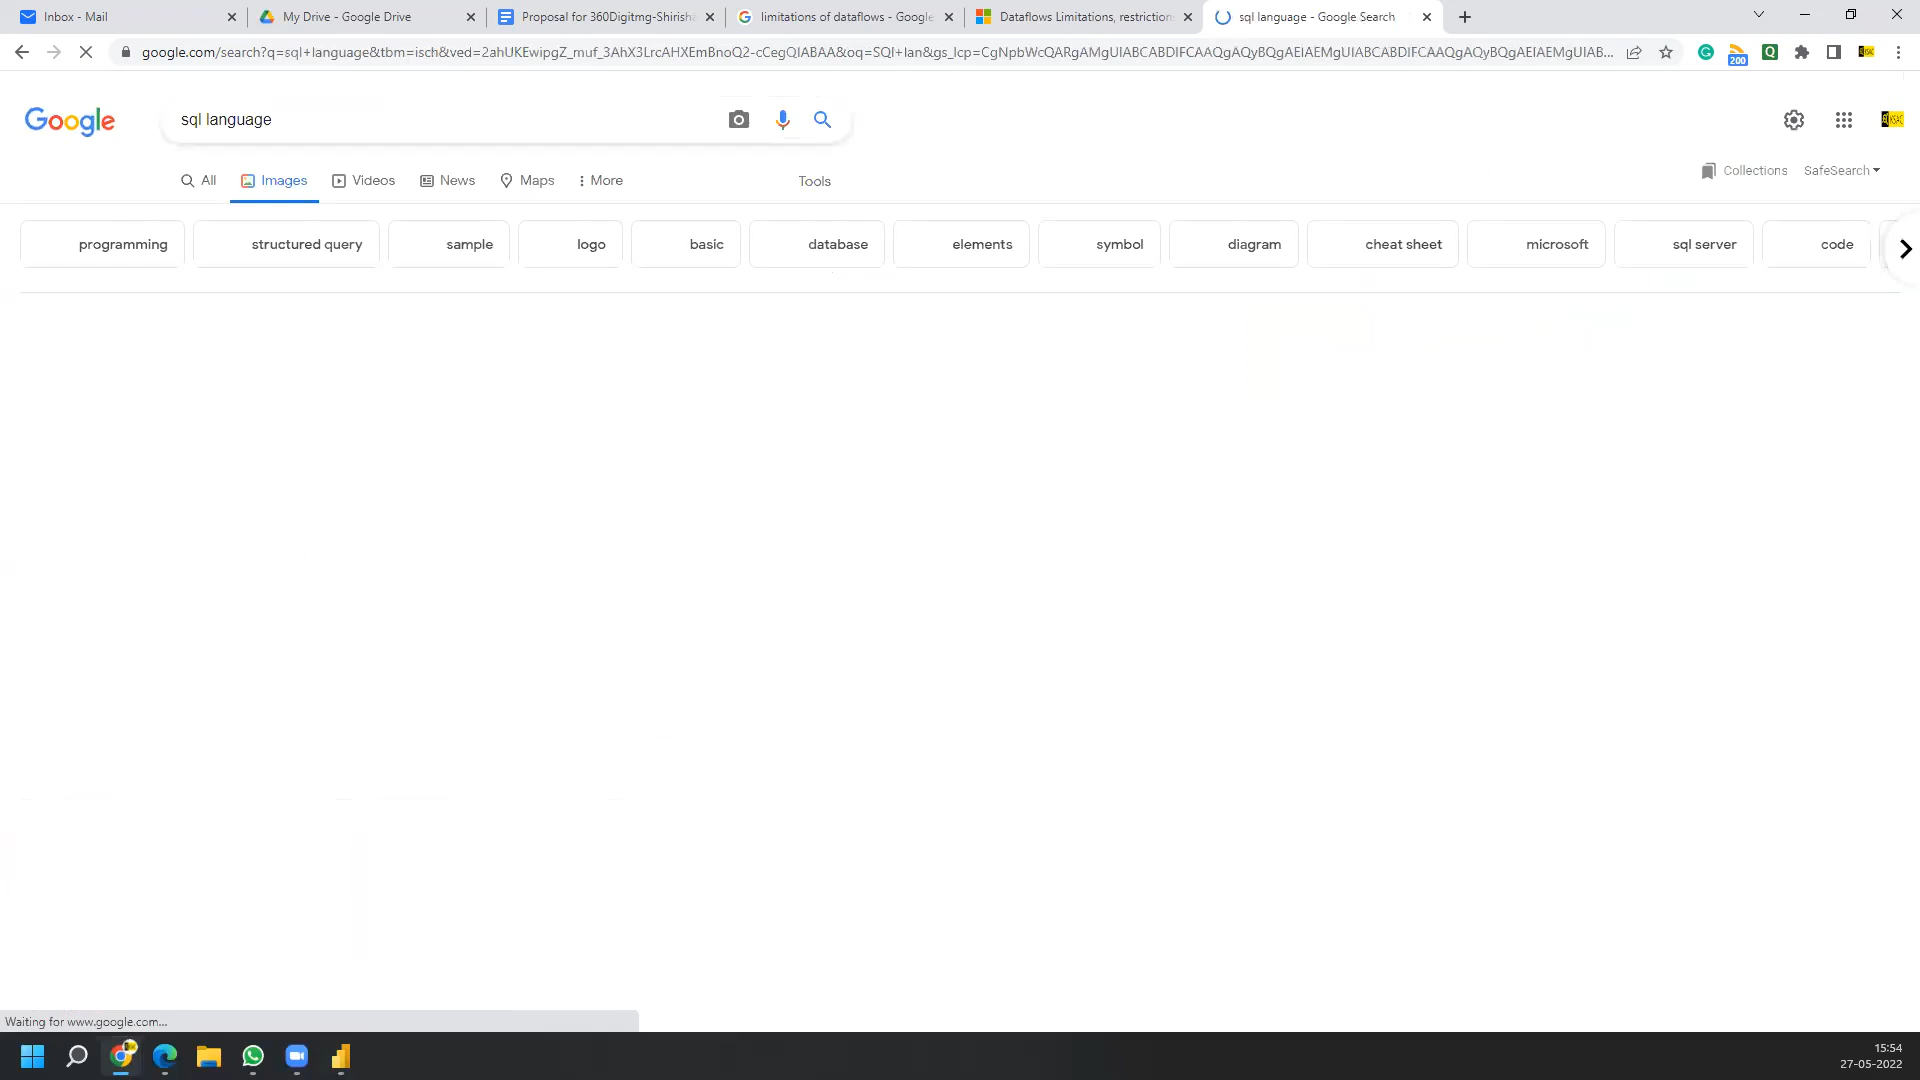 Inbox - Mail
My Drive - Google Drive
Proposal for 360Digitmg-Shirish
limitations of dataflows - Google
Dataflows Limitations, restriction
sql language - Google Search
google.com/search?q=sql+language&tbm=isch&ved=2ahUKEwipgZ_muf_3AhX3LrcAHXEmBnoQ2-cCegQIABAA&oq=SQl+lan&gs_lcp=CgNpbWcQARgAMgUIABCABDIFCAAQgAQyBQgAEIAEMgUIABCABDIFCAAQgAQyBQgAEIAEMgUIAB...
200
Google
sql language
All
Images
Videos
News
Maps
More
Tools
Collections
SafeSearch
programming
structured query
sample
logo
basic
database
elements
symbol
diagram
cheat sheet
microsoft
sql server
code
Waiting for www.google.com...
15:54
27-05-2022